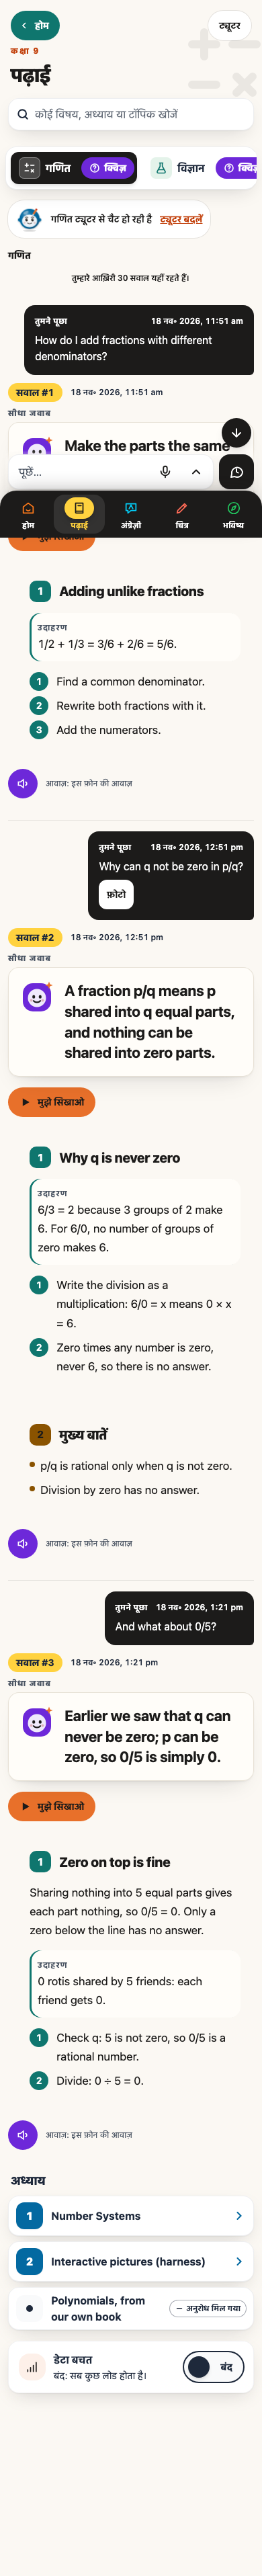 होम
ट्यूटर
कक्षा 9
पढ़ाई
कोई विषय, अध्याय या टॉपिक खोजें
गणित
क्विज़
विज्ञान
गणित ट्यूटर से चैट हो रही है ट्यूटर बदलें
गणित
तुम्हारे आख़िरी 30 सवाल यहाँ रहते हैं।
तुमने पूछा 18 नव॰ 2026, 11:51 am
How do I add fractions with different
denominators?
सवाल #1 18 नव॰ 2026, 11:51 am
सीधा जवाब
Make the parts the same
पूछें...
होम
पढ़ाई
अंग्रेज़ी
चित्र
भविष्य
1 Adding unlike fractions
उदाहरण
1/2 + 1/3 = 3/6 + 2/6 = 5/6.
1 Find a common denominator.
2 Rewrite both fractions with it.
3 Add the numerators.
आवाज़: इस फ़ोन की आवाज़
तुमने पूछा 18 नव॰ 2026, 12:51 pm
Why can q not be zero in p/q?
फ़ोटो
सवाल #2 18 नव॰ 2026, 12:51 pm
सीधा जवाब
A fraction p/q means p
shared into q equal parts,
and nothing can be
shared into zero parts.
मुझे सिखाओ
1 Why q is never zero
उदाहरण
6/3 = 2 because 3 groups of 2 make
6. For 6/0, no number of groups of
zero makes 6.
1 Write the division as a
multiplication: 6/0 = x means 0 × x
= 6.
2 Zero times any number is zero,
never 6, so there is no answer.
2 मुख्य बातें
p/q is rational only when q is not zero.
Division by zero has no answer.
आवाज़: इस फ़ोन की आवाज़
तुमने पूछा 18 नव॰ 2026, 1:21 pm
And what about 0/5?
सवाल #3 18 नव॰ 2026, 1:21 pm
सीधा जवाब
Earlier we saw that q can
never be zero; p can be
zero, so 0/5 is simply 0.
मुझे सिखाओ
1 Zero on top is fine
Sharing nothing into 5 equal parts gives
each part nothing, so 0/5 = 0. Only a
zero below the line has no answer.
उदाहरण
0 rotis shared by 5 friends: each
friend gets 0.
1 Check q: 5 is not zero, so 0/5 is a
rational number.
2 Divide: 0 ÷ 5 = 0.
आवाज़: इस फ़ोन की आवाज़
अध्याय
1 Number Systems
2 Interactive pictures (harness)
Polynomials, from
our own book
अनुरोध मिल गया
डेटा बचत
बंद: सब कुछ लोड होता है।
बंद